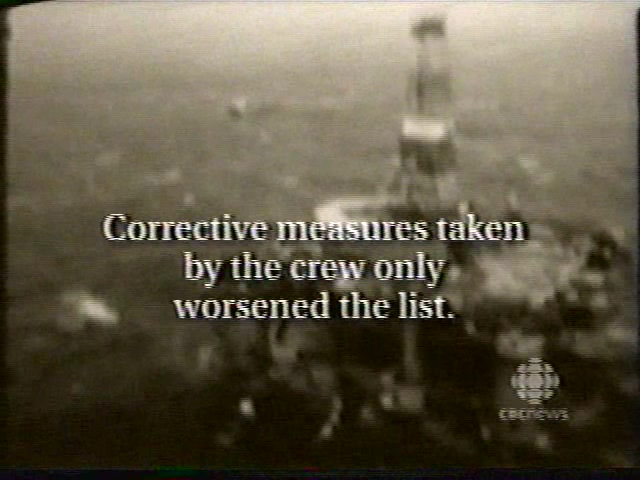 Corrective measures taken
by the crew only
worsened the list.
CBCnews